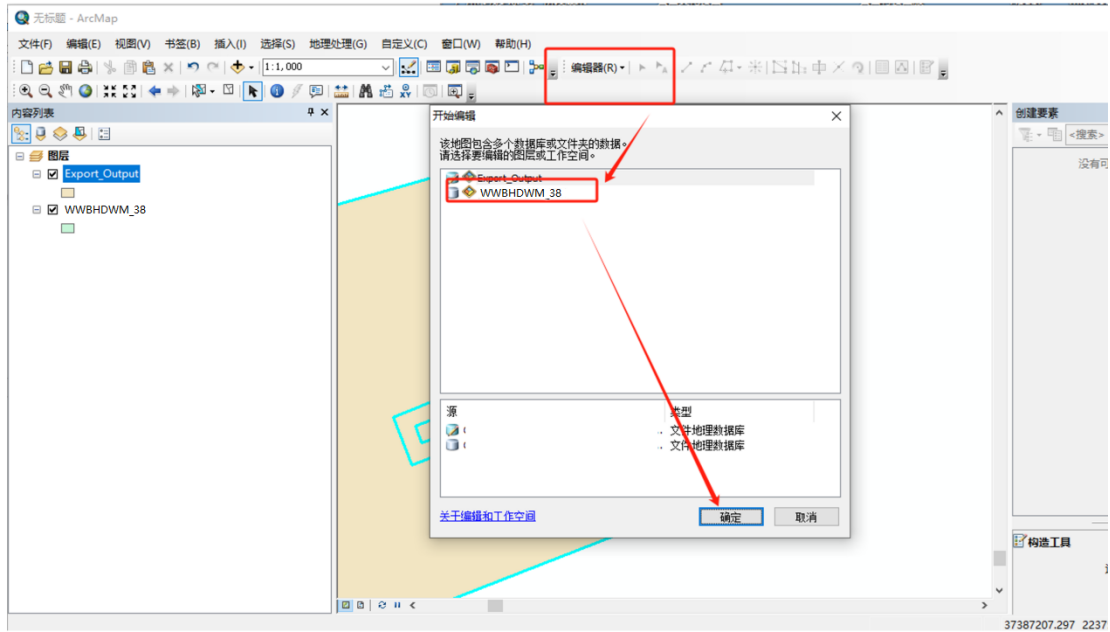 无标题 - ArcMap
文件(F) 编辑(E) 视图(V) 书签(B) 插入(I) 选择(S) 地理处理(G) 自定义(C) 窗口(W) 帮助(H)
1:1,000
编辑器(R)
内容列表
图层
Export_Output
WWBHDWM_38
开始编辑
该地图包含多个数据库或文件夹的数据。
请选择要编辑的图层或工作空间。
Export_Output
WWBHDWM_38
源 类型
文件地理数据库
文件地理数据库
关于编辑和工作空间
确定 取消
创建要素
<搜索>
没有可
构造工具
37387207.297 2237